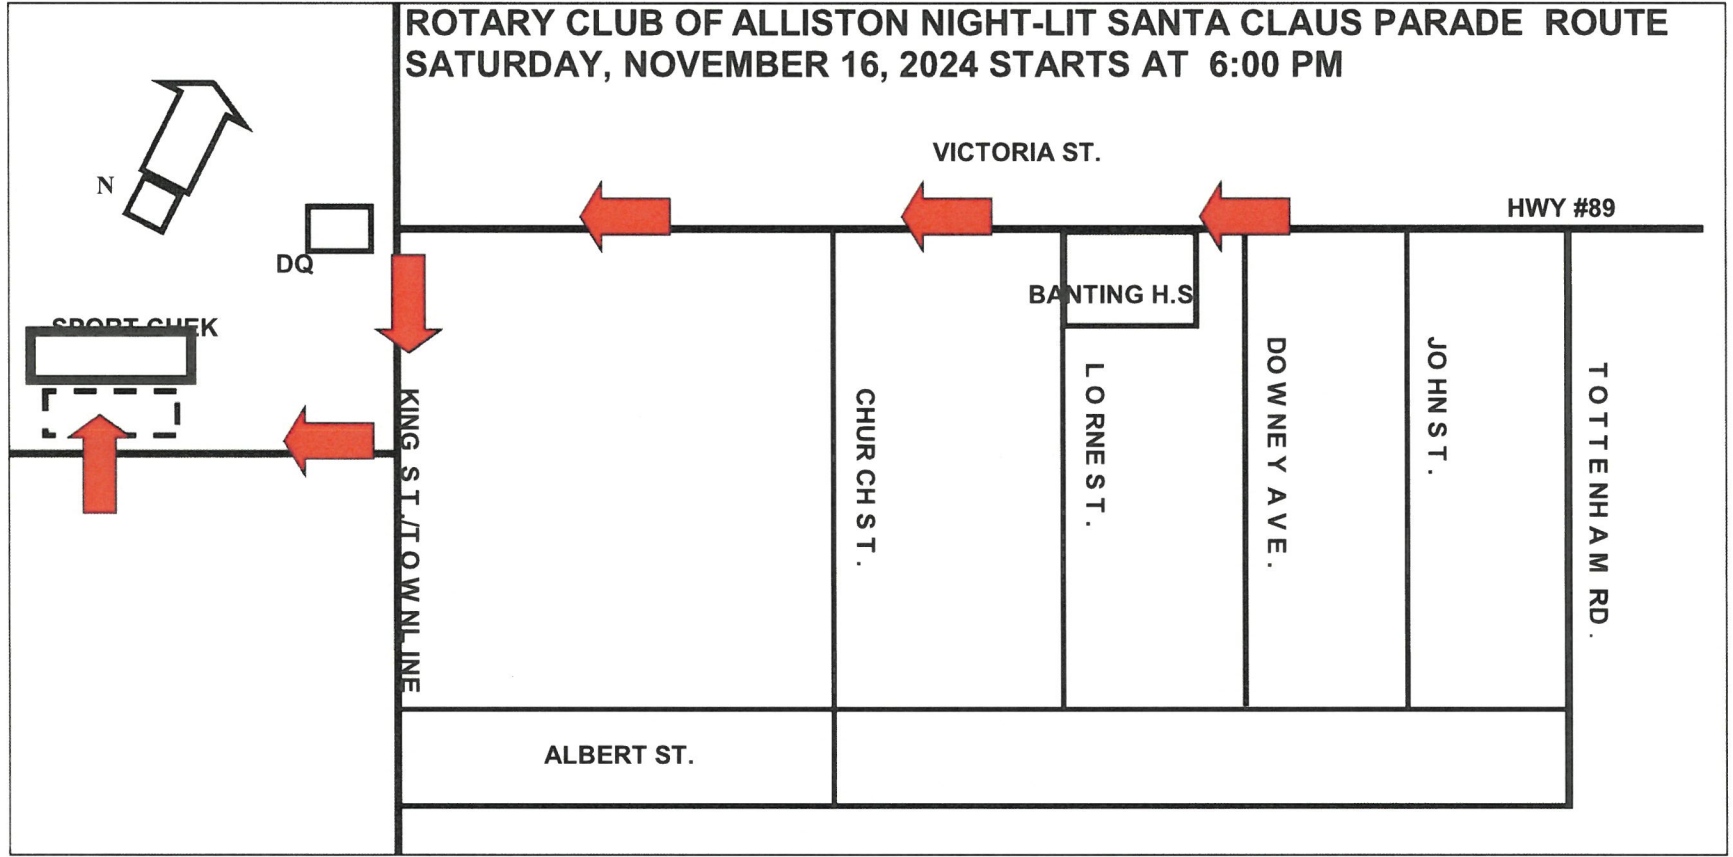 ROTARY CLUB OF ALLISTON NIGHT-LIT SANTA CLAUS PARADE ROUTE
SATURDAY, NOVEMBER 16, 2024 STARTS AT 6:00 PM
VICTORIA ST.
N
HWY #89
DQ
BANTING H.S
SPORT CHEK
KING ST./TOWNLINE
CHURCH ST.
LORNE ST.
DOWNEY AVE.
JOHN ST.
TOTTENHAM RD.
ALBERT ST.